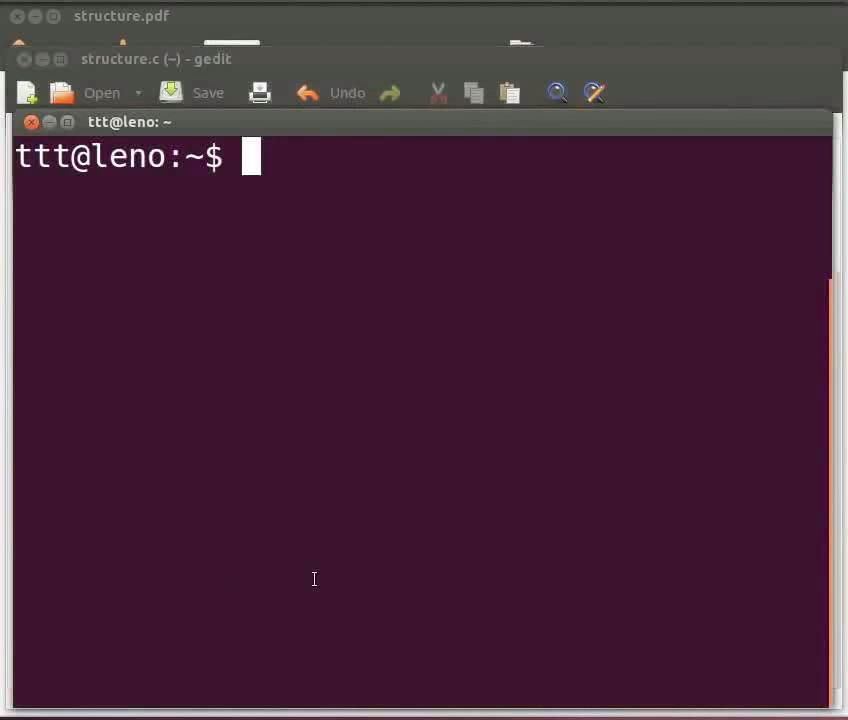 structure.pdf
structure.c (~) - gedit
Open
Save
Undo
ttt@leno: ~
ttt@leno:~$